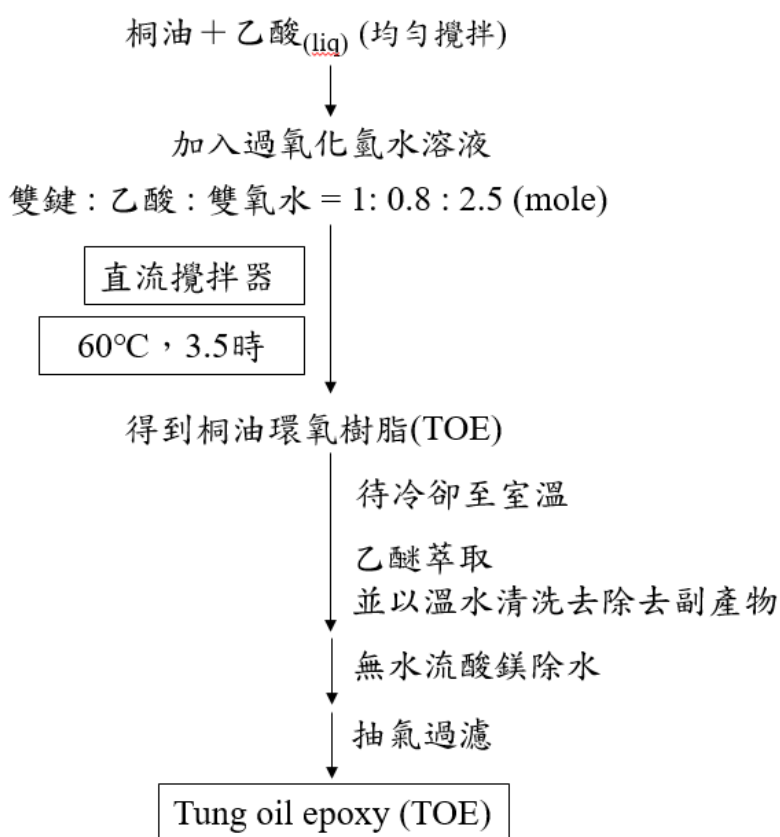 桐油＋乙酸(liq) (均勻攪拌)
加入過氧化氫水溶液
雙鍵 : 乙酸 : 雙氧水 = 1: 0.8 : 2.5 (mole)
直流攪拌器
60°C，3.5時
得到桐油環氧樹脂(TOE)
待冷卻至室溫
乙醚萃取
並以溫水清洗去除去副產物
無水流酸鎂除水
抽氣過濾
Tung oil epoxy (TOE)